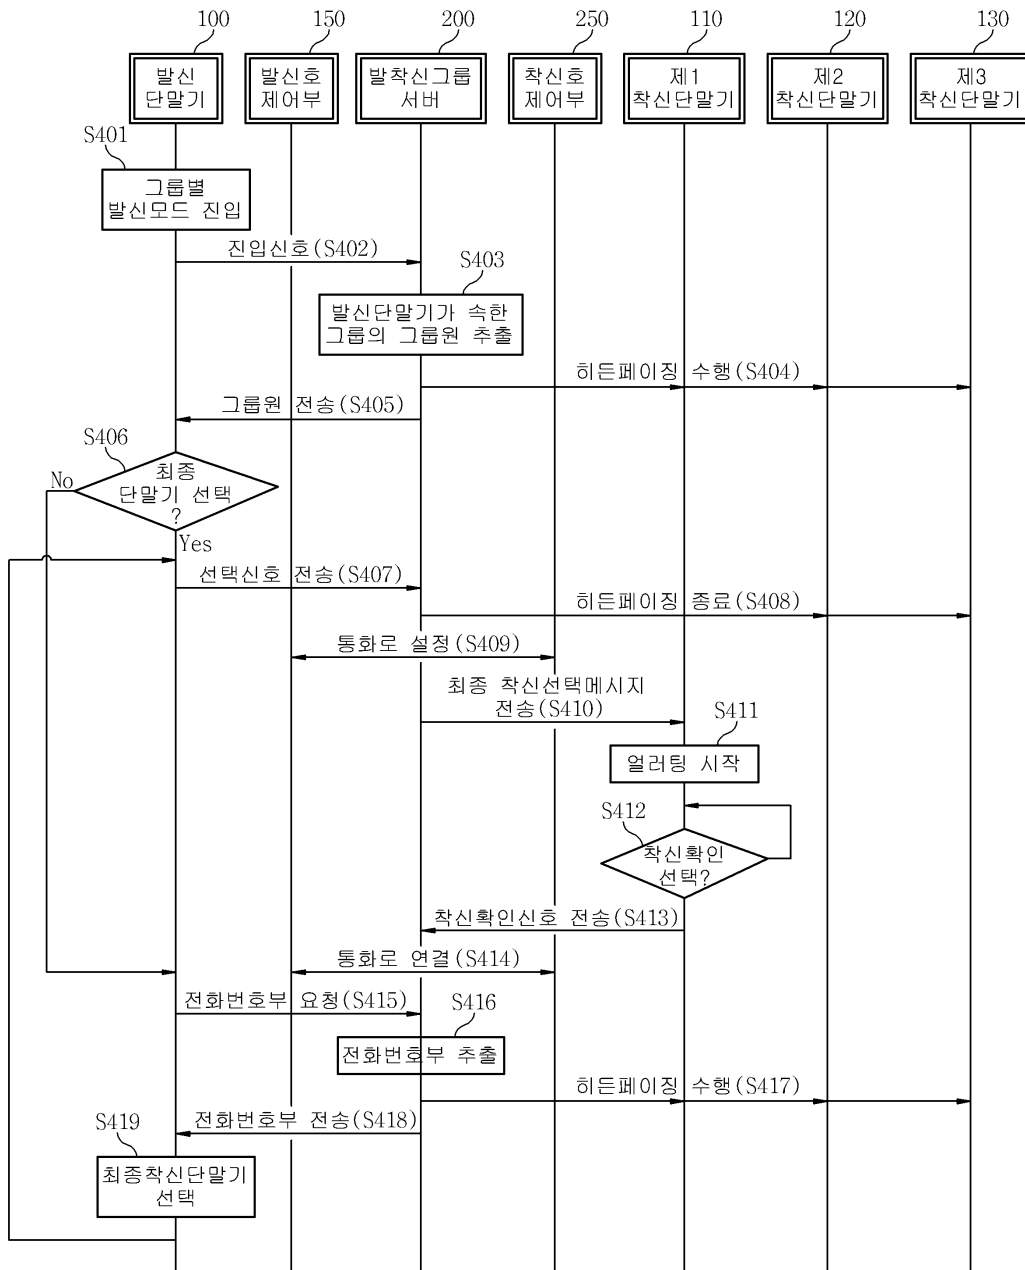 100
150
200
250
110
120
130
발신
단말기
발신호
제어부
발착신그룹
서버
착신호
제어부
제1
착신단말기
제2
착신단말기
제3
착신단말기
S401
그룹별
발신모드 진입
진입신호(S402)
S403
발신단말기가 속한
그룹의 그룹원 추출
히든페이징 수행(S404)
그룹원 전송(S405)
S406
최종
단말기 선택
?
No
Yes
선택신호 전송(S407)
히든페이징 종료(S408)
통화로 설정(S409)
최종 착신선택메시지
전송(S410)
S411
얼러팅 시작
S412
착신확인
선택?
착신확인신호 전송(S413)
통화로 연결(S414)
전화번호부 요청(S415)
S416
전화번호부 추출
히든페이징 수행(S417)
전화번호부 전송(S418)
S419
최종착신단말기
선택